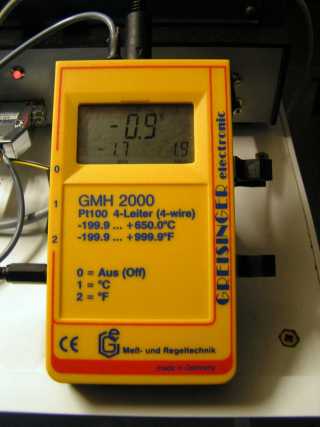 -0.9°
-1.7 1.9
0
1
2
GMH 2000
Pt100 4-Leiter (4-wire)
-199.9 ... +650.0°C
-199.9 ... +999.9°F
0 = Aus (Off)
1 = °C
2 = °F
GREISINGER electronic
CE
Ge
Meß- und Regeltechnik
made in Germany